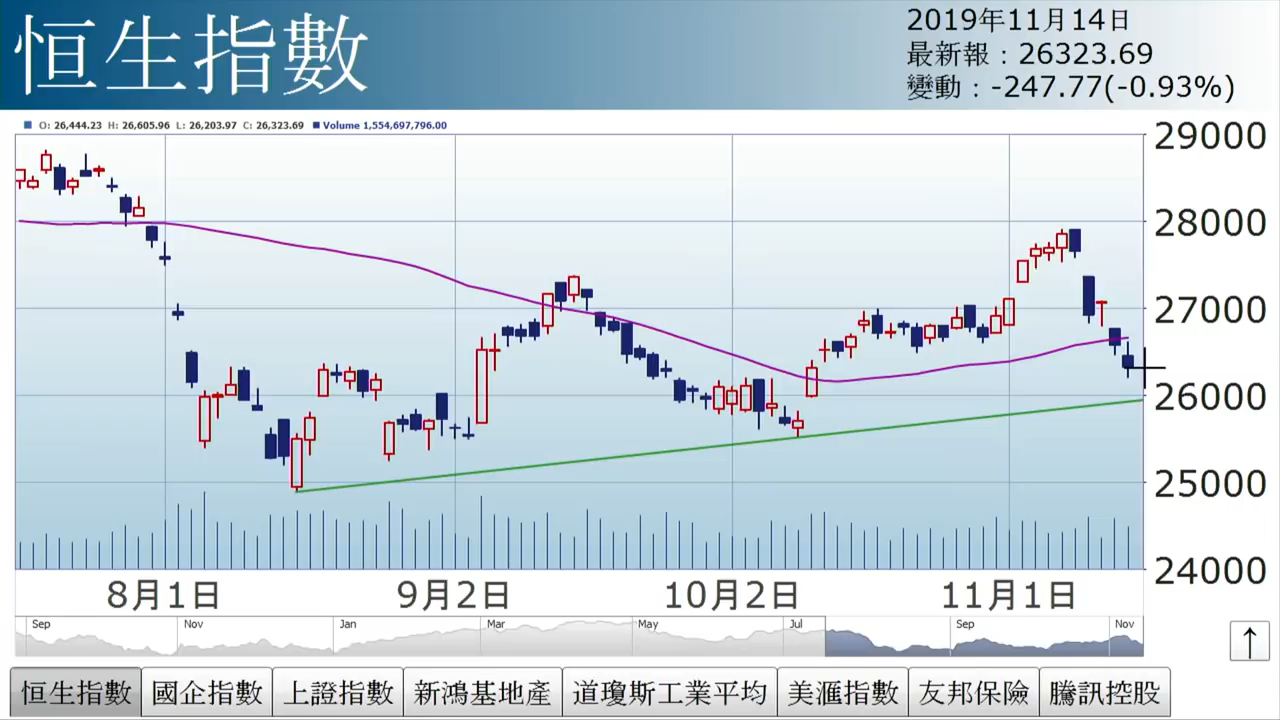 恒生指數
2019年11月14日
最新報：26323.69
變動：-247.77(-0.93%)
O: 26,444.23 H: 26,605.96 L: 26,203.97 C: 26,323.69 Volume 1,554,697,796.00
29000
28000
27000
26000
25000
24000
8月1日 9月2日 10月2日 11月1日
Sep Nov Jan Mar May Jul Sep Nov
↑
恒生指數 國企指數 上證指數 新鴻基地產 道瓊斯工業平均 美滙指數 友邦保險 騰訊控股